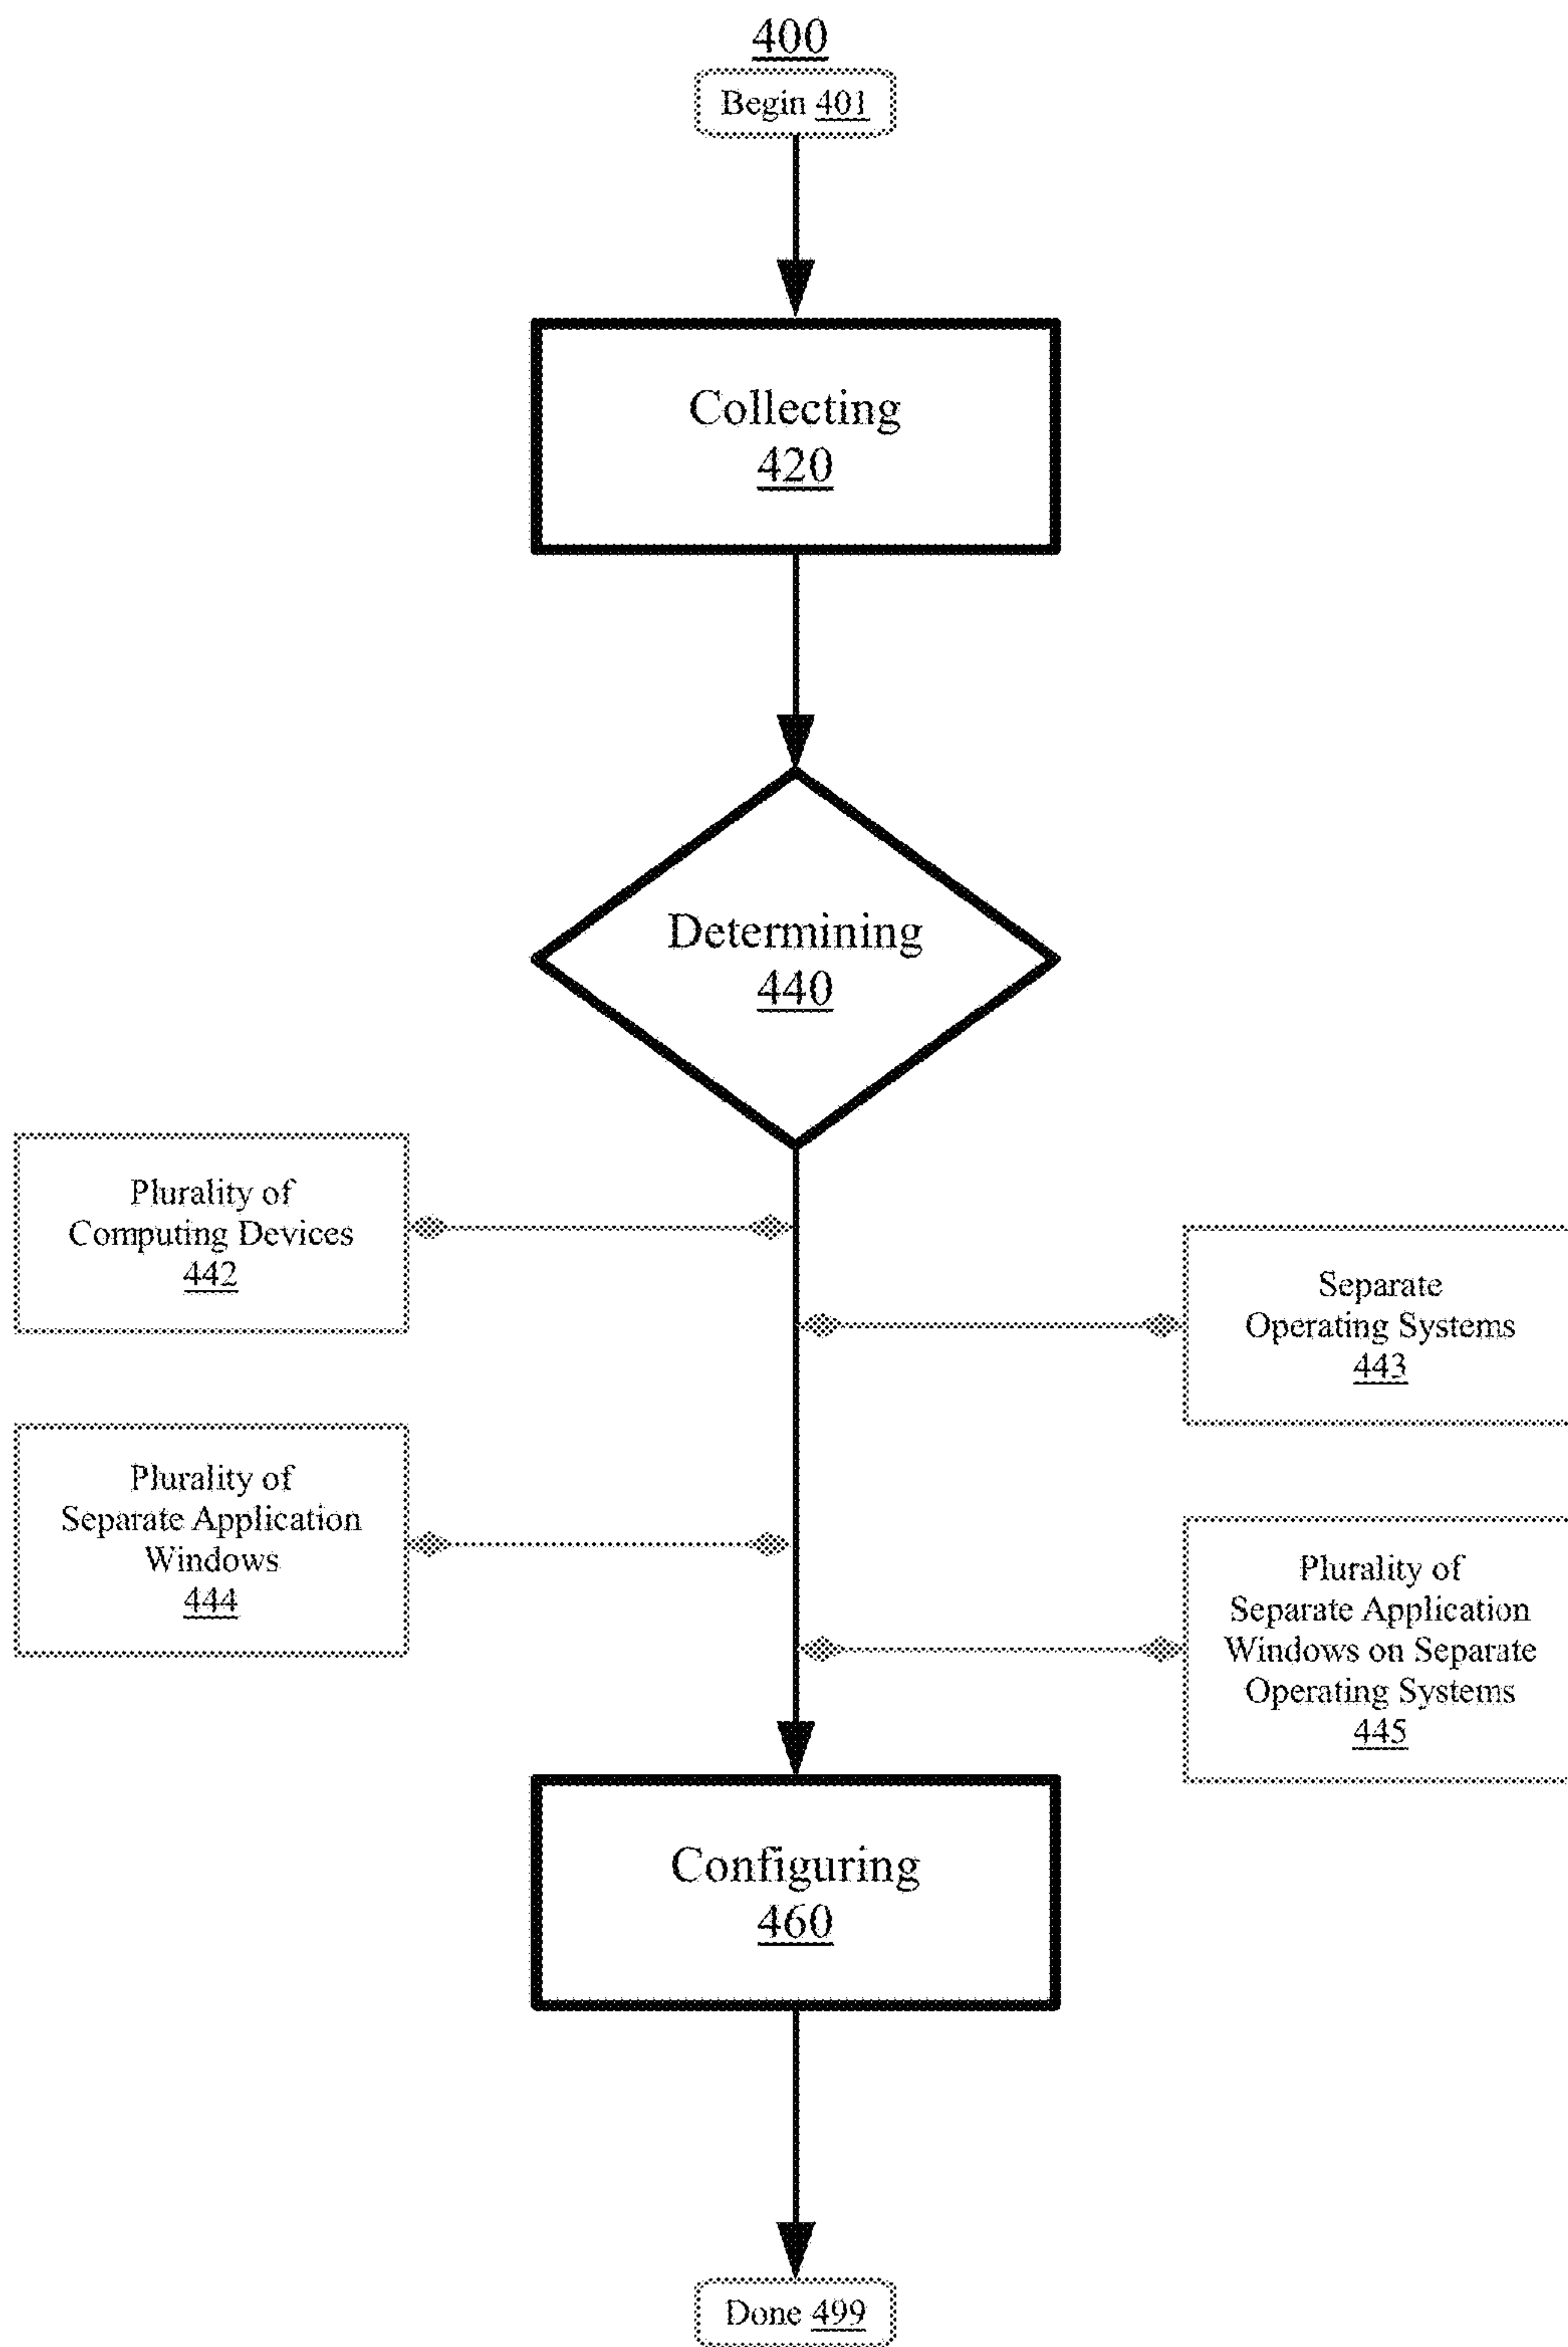 400
Begin 401
Collecting
420
Determining
440
Plurality of
Computing Devices
442
Separate
Operating Systems
443
Plurality of
Separate Application
Windows
444
Plurality of
Separate Application
Windows on Separate
Operating Systems
445
Configuring
460
Done 499